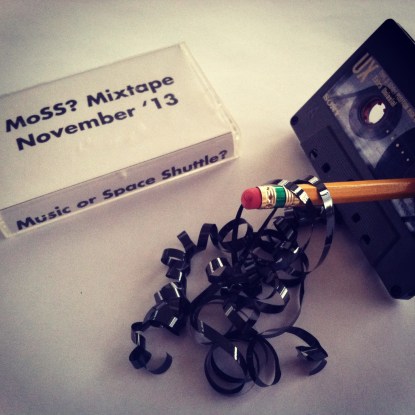 MoSS? Mixtape
November '13
Music or Space Shuttle?
UX